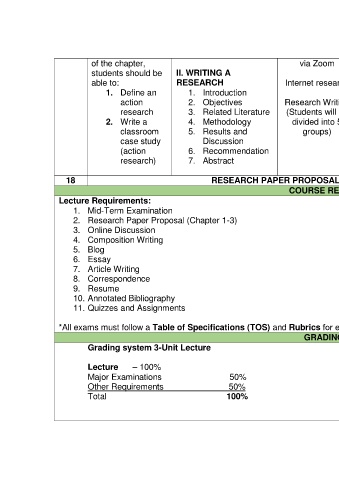 of the chapter,
students should be
able to:
1. Define an
action
research
2. Write a
classroom
case study
(action
research)
II. WRITING A
RESEARCH
1. Introduction
2. Objectives
3. Related Literature
4. Methodology
5. Results and
Discussion
6. Recommendation
7. Abstract
via Zoom
Internet resear
Research Writi
(Students will
divided into 5
groups)
18 RESEARCH PAPER PROPOSAL
COURSE RE
Lecture Requirements:
1. Mid-Term Examination
2. Research Paper Proposal (Chapter 1-3)
3. Online Discussion
4. Composition Writing
5. Blog
6. Essay
7. Article Writing
8. Correspondence
9. Resume
10. Annotated Bibliography
11. Quizzes and Assignments
*All exams must follow a Table of Specifications (TOS) and Rubrics for e
GRADING
Grading system 3-Unit Lecture
Lecture – 100%
Major Examinations 50%
Other Requirements 50%
Total 100%